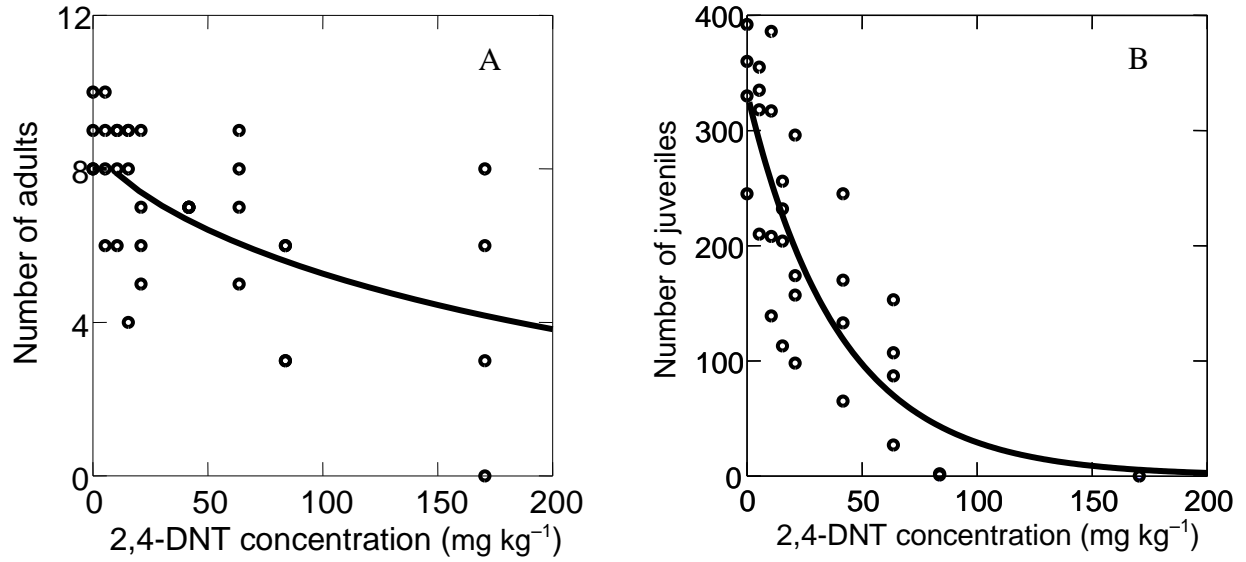 A
12
8
4
0
0 50 100 150 200
Number of adults
2,4-DNT concentration (mg kg⁻¹)
B
400
300
200
100
0
0 50 100 150 200
Number of juveniles
2,4-DNT concentration (mg kg⁻¹)